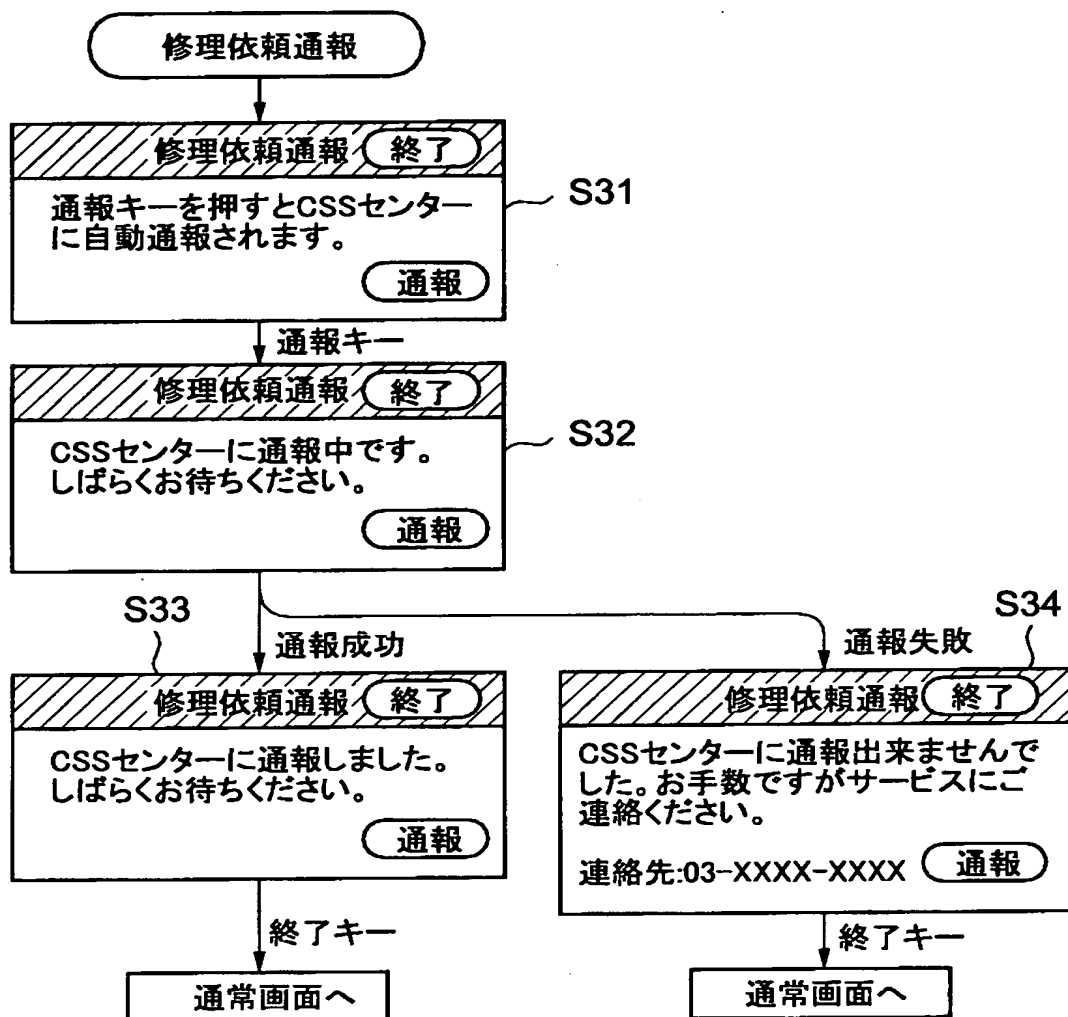 修理依頼通報
修理依頼通報 終了
通報キーを押すとCSSセンター
に自動通報されます。
通報
S31
通報キー
修理依頼通報 終了
CSSセンターに通報中です。
しばらくお待ちください。
通報
S32
S33
通報成功
修理依頼通報 終了
CSSセンターに通報しました。
しばらくお待ちください。
通報
終了キー
通常画面へ
S34
通報失敗
修理依頼通報 終了
CSSセンターに通報出来ませんで
した。お手数ですがサービスにご
連絡ください。
連絡先:03-XXXX-XXXX 通報
終了キー
通常画面へ